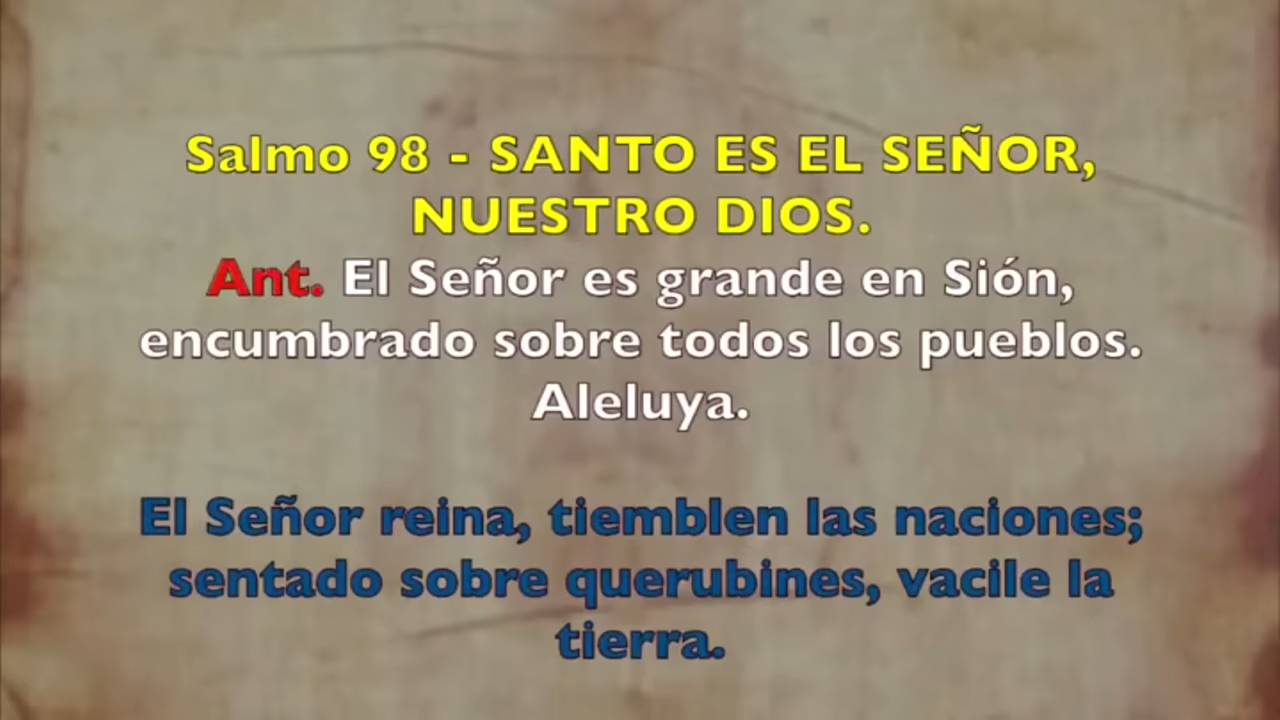 Salmo 98 - SANTO ES EL SEÑOR,
NUESTRO DIOS.
Ant. El Señor es grande en Sión,
encumbrado sobre todos los pueblos.
Aleluya.
El Señor reina, tiemblen las naciones;
sentado sobre querubines, vacile la
tierra.